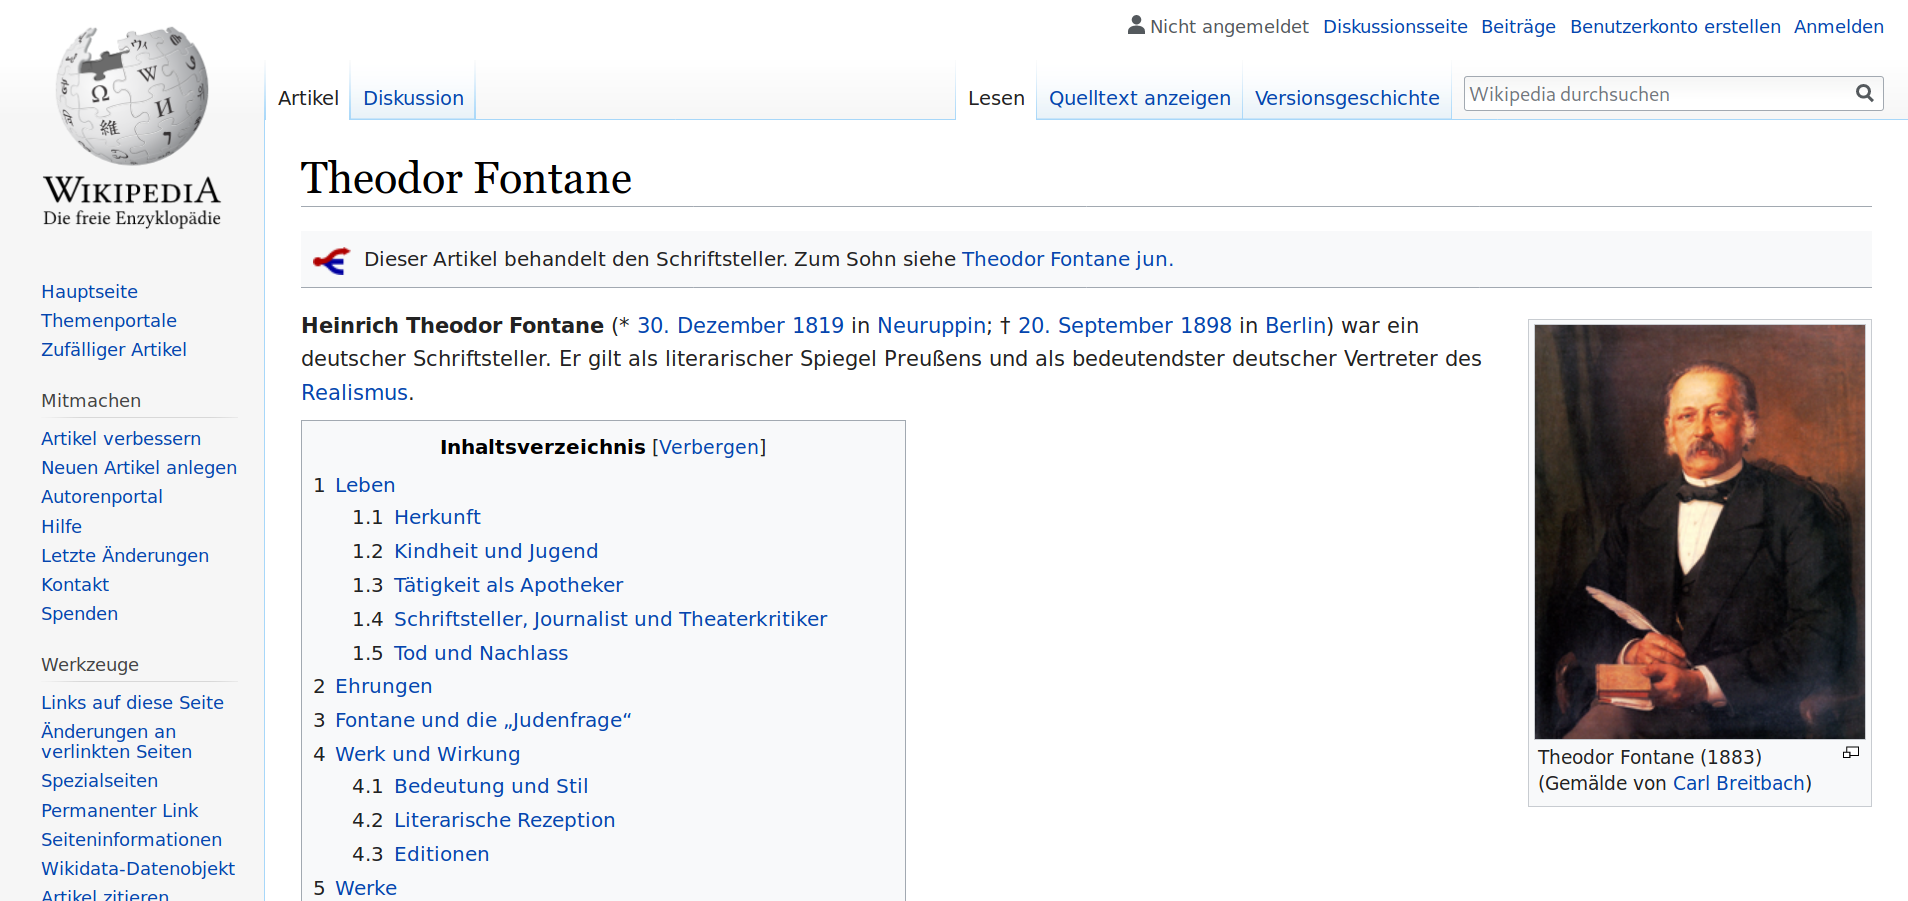 Nicht angemeldet Diskussionsseite Beiträge Benutzerkonto erstellen Anmelden
Artikel Diskussion Lesen Quelltext anzeigen Versionsgeschichte Wikipedia durchsuchen
WIKIPEDIA
Die freie Enzyklopädie
Hauptseite
Themenportale
Zufälliger Artikel
Mitmachen
Artikel verbessern
Neuen Artikel anlegen
Autorenportal
Hilfe
Letzte Änderungen
Kontakt
Spenden
Werkzeuge
Links auf diese Seite
Änderungen an
verlinkten Seiten
Spezialseiten
Permanenter Link
Seiteninformationen
Wikidata-Datenobjekt
Artikel zitieren
Theodor Fontane
Dieser Artikel behandelt den Schriftsteller. Zum Sohn siehe Theodor Fontane jun.
Heinrich Theodor Fontane (* 30. Dezember 1819 in Neuruppin; † 20. September 1898 in Berlin) war ein
deutscher Schriftsteller. Er gilt als literarischer Spiegel Preußens und als bedeutendster deutscher Vertreter des
Realismus.
Inhaltsverzeichnis [Verbergen]
1 Leben
1.1 Herkunft
1.2 Kindheit und Jugend
1.3 Tätigkeit als Apotheker
1.4 Schriftsteller, Journalist und Theaterkritiker
1.5 Tod und Nachlass
2 Ehrungen
3 Fontane und die „Judenfrage“
4 Werk und Wirkung
4.1 Bedeutung und Stil
4.2 Literarische Rezeption
4.3 Editionen
5 Werke
Theodor Fontane (1883)
(Gemälde von Carl Breitbach)